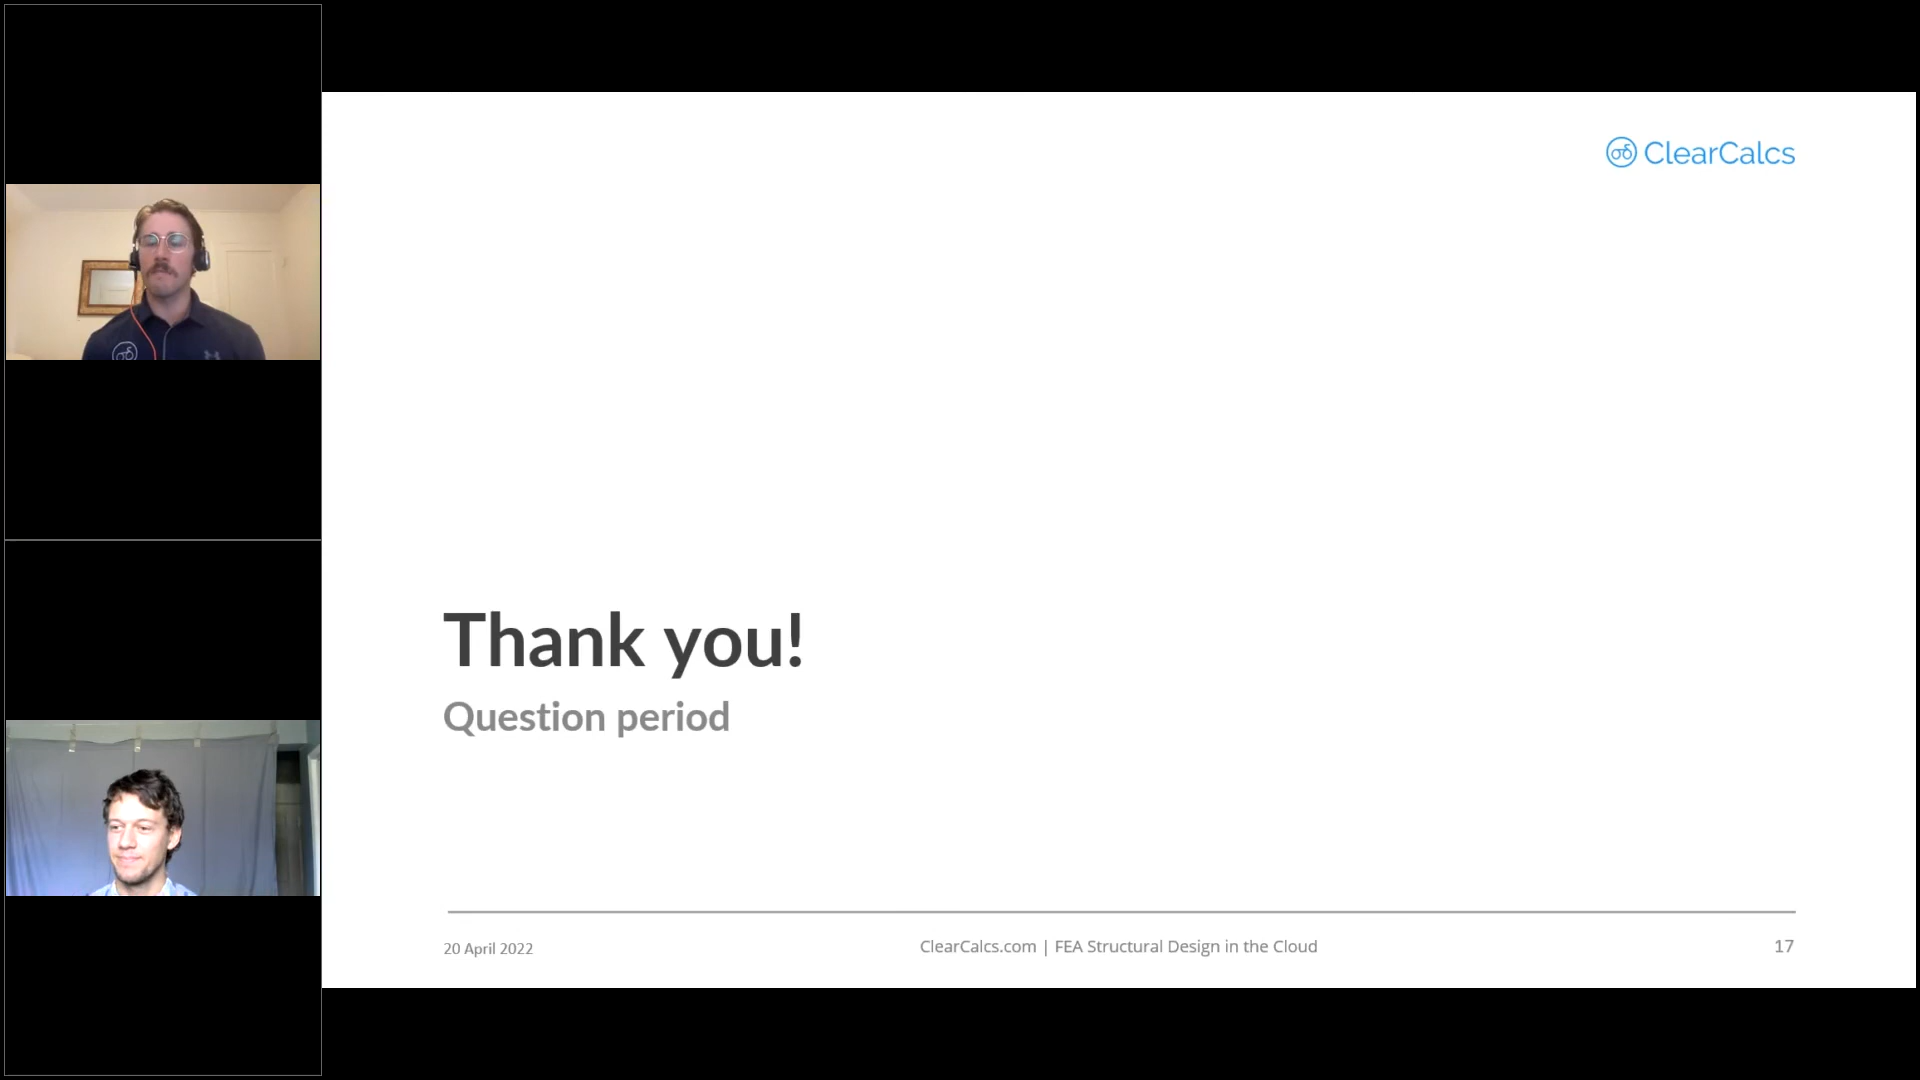 ClearCalcs
Thank you!
Question period
20 April 2022
ClearCalcs.com | FEA Structural Design in the Cloud
17